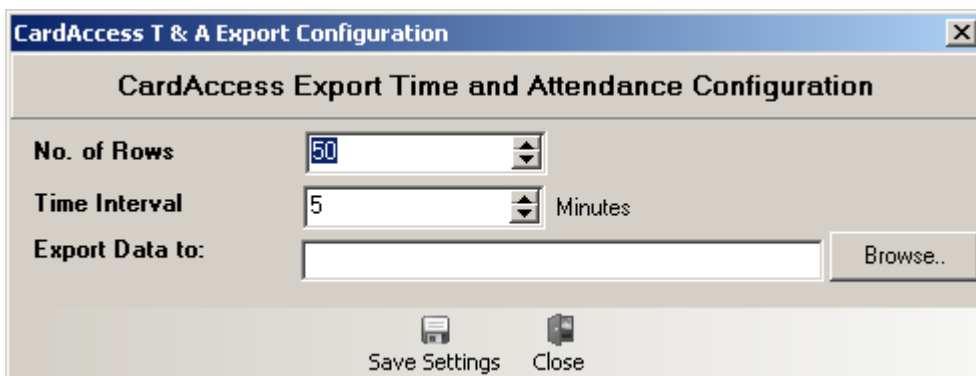 CardAccess T & A Export Configuration
CardAccess Export Time and Attendance Configuration
No. of Rows 50
Time Interval 5 Minutes
Export Data to: Browse..
Save Settings Close